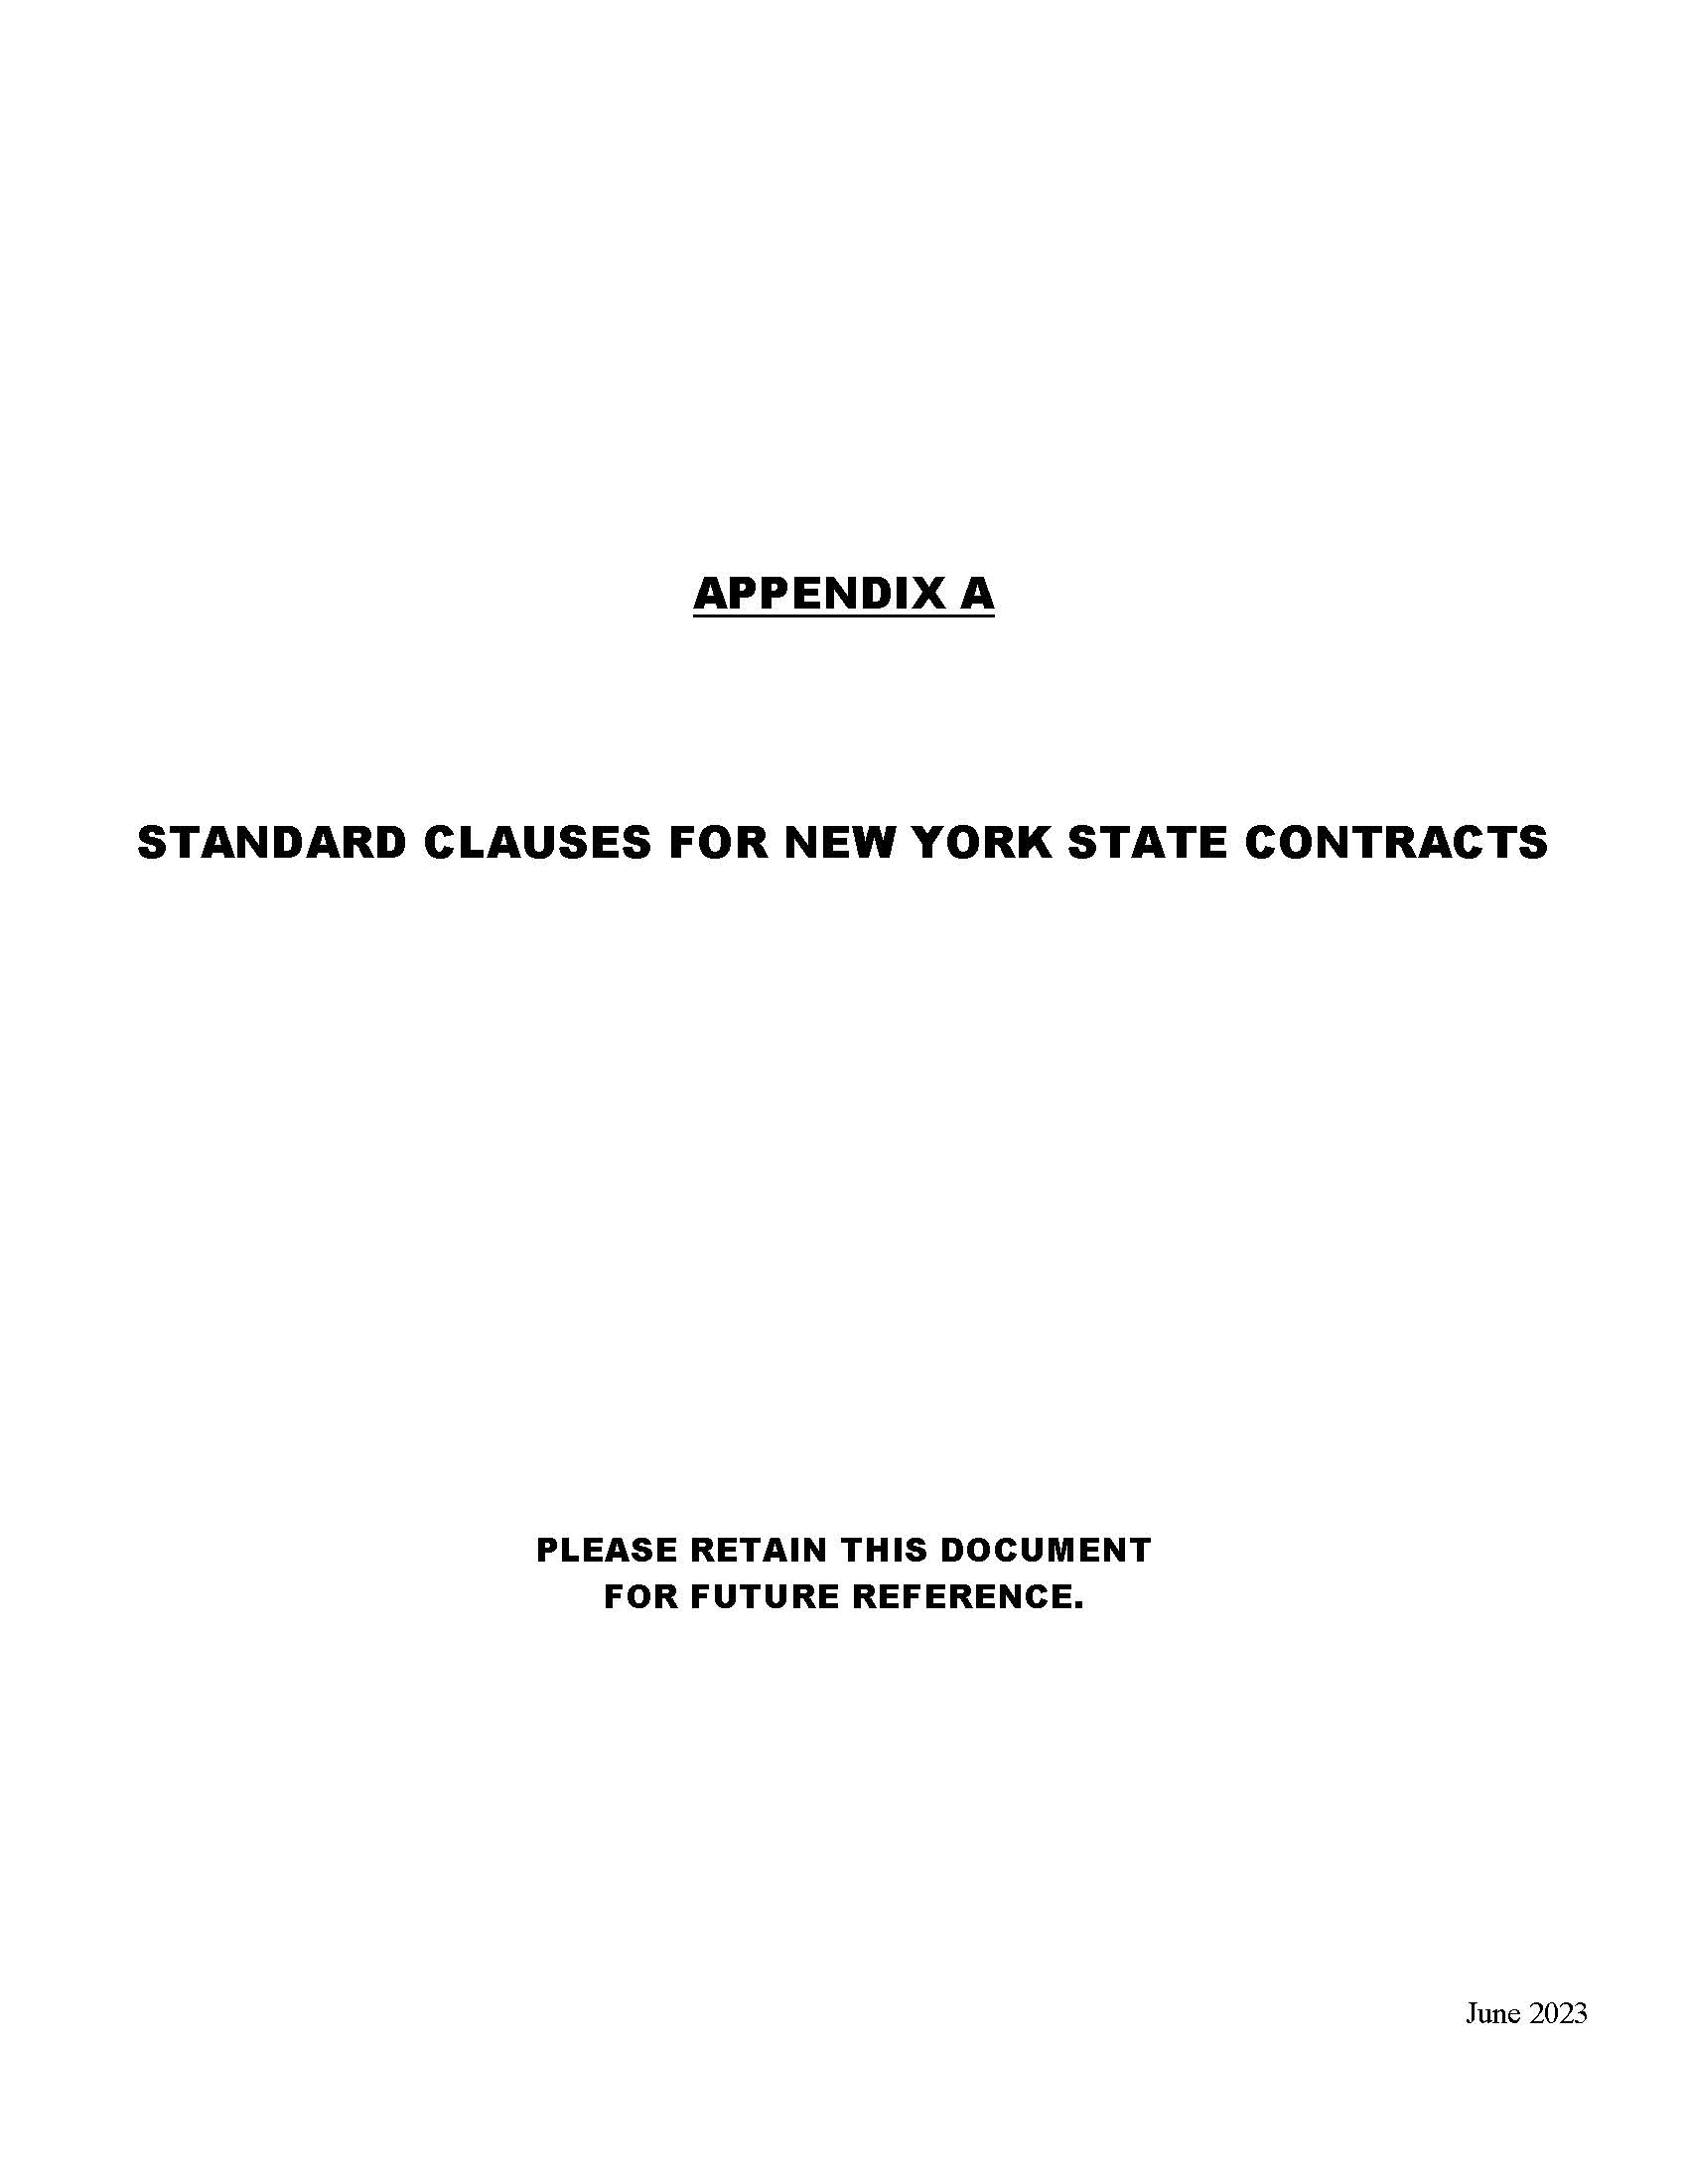 APPENDIX A
STANDARD CLAUSES FOR NEW YORK STATE CONTRACTS
PLEASE RETAIN THIS DOCUMENT
FOR FUTURE REFERENCE.
June 2023